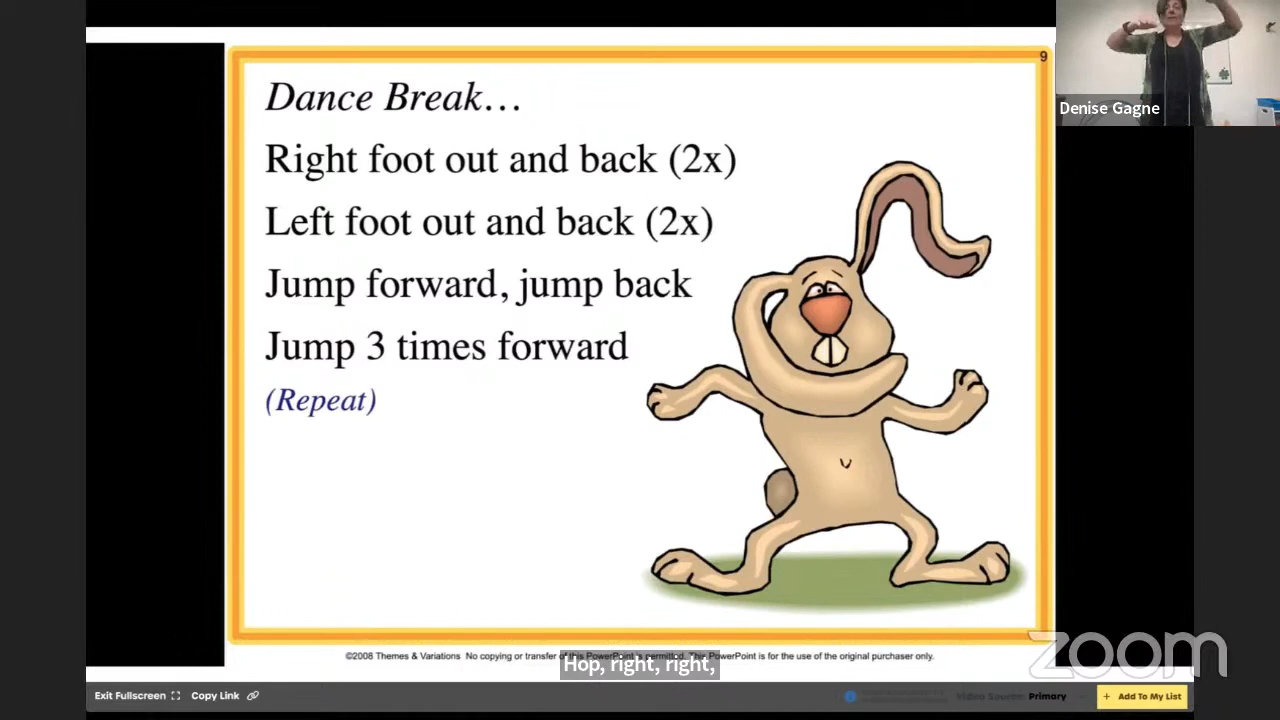 9
Dance Break…
Right foot out and back (2x)
Left foot out and back (2x)
Jump forward, jump back
Jump 3 times forward
(Repeat)
Denise Gagne
©2008 Themes & Variations No copying or transfer of this PowerPoint is permitted. This PowerPoint is for the use of the original purchaser only.
Hop, right, right,
zoom
Exit Fullscreen
Copy Link
Video Source: Primary
+ Add To My List